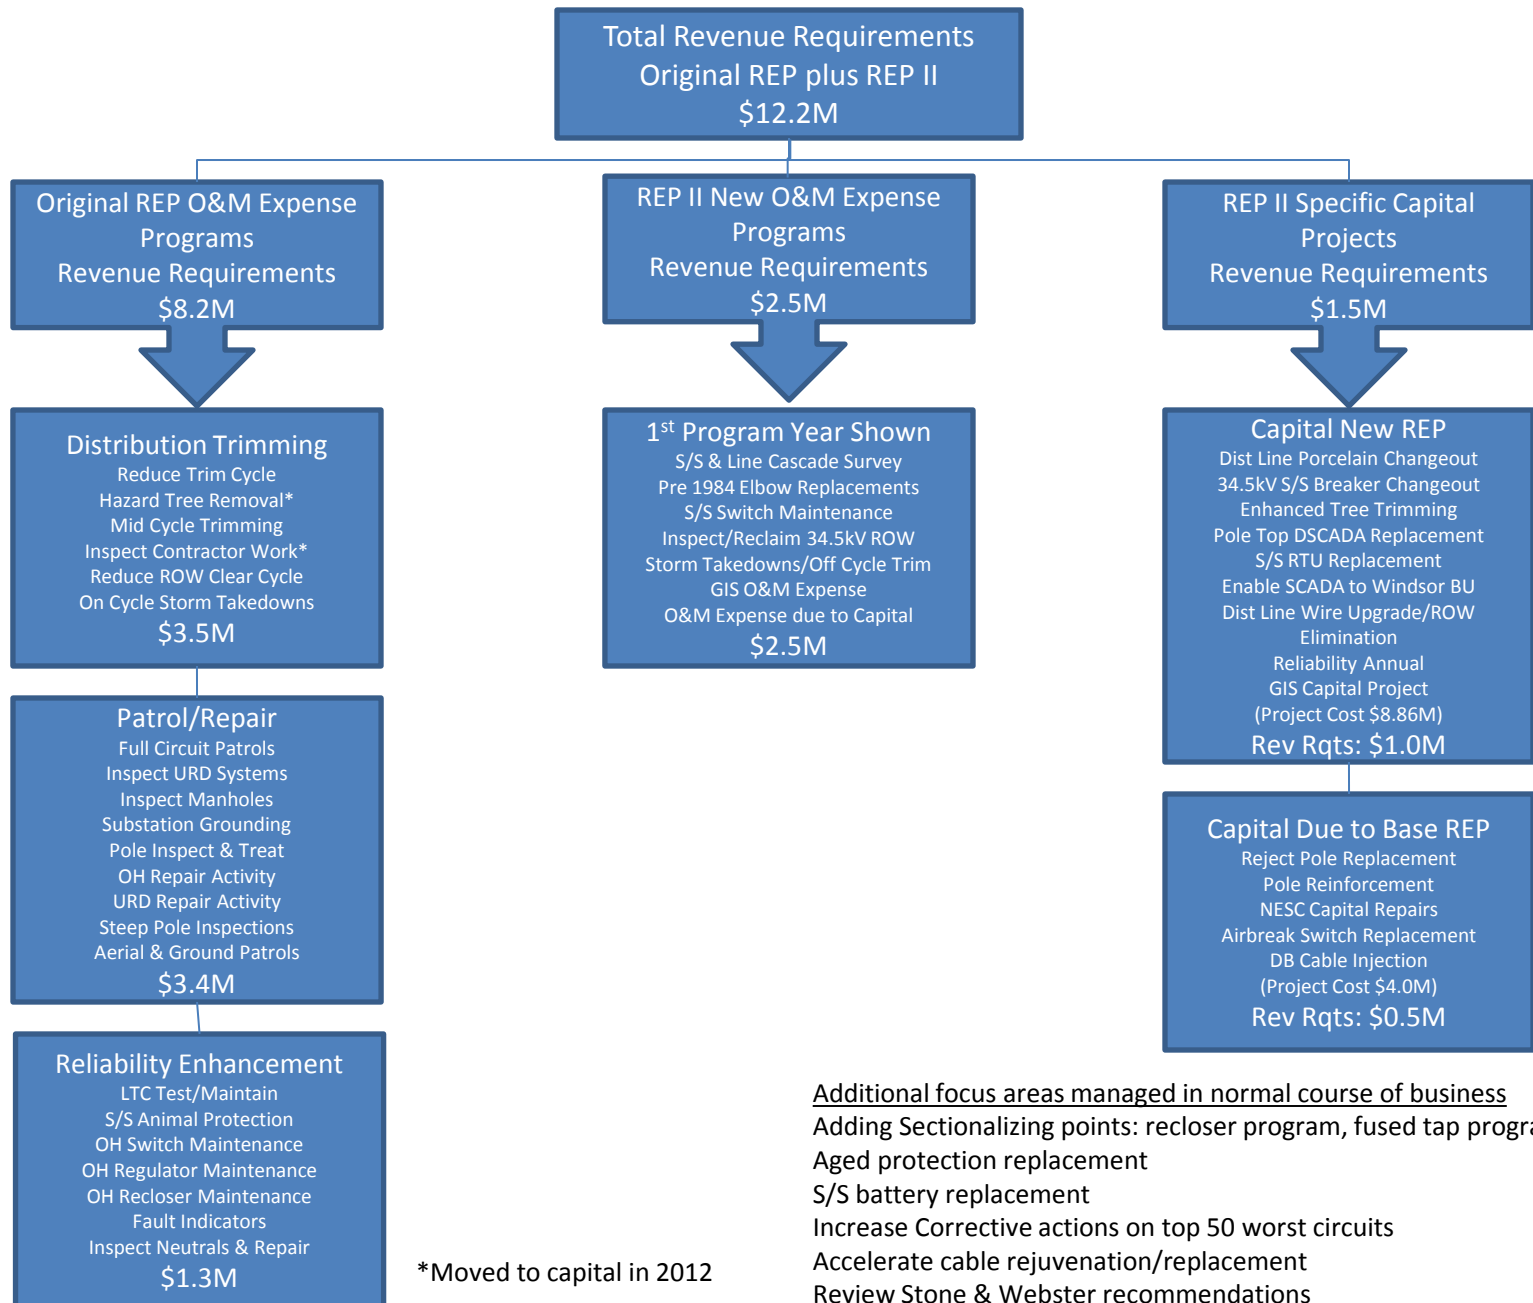 Total Revenue Requirements
Original REP plus REP II
$12.2M
Original REP O&M Expense
Programs
Revenue Requirements
$8.2M
REP II New O&M Expense
Programs
Revenue Requirements
$2.5M
REP II Specific Capital
Projects
Revenue Requirements
$1.5M
Distribution Trimming
Reduce Trim Cycle
Hazard Tree Removal*
Mid Cycle Trimming
Inspect Contractor Work*
Reduce ROW Clear Cycle
On Cycle Storm Takedowns
$3.5M
Patrol/Repair
Full Circuit Patrols
Inspect URD Systems
Inspect Manholes
Substation Grounding
Pole Inspect & Treat
OH Repair Activity
URD Repair Activity
Steep Pole Inspections
Aerial & Ground Patrols
$3.4M
Reliability Enhancement
LTC Test/Maintain
S/S Animal Protection
OH Switch Maintenance
OH Regulator Maintenance
OH Recloser Maintenance
Fault Indicators
Inspect Neutrals & Repair
$1.3M
1st Program Year Shown
S/S & Line Cascade Survey
Pre 1984 Elbow Replacements
S/S Switch Maintenance
Inspect/Reclaim 34.5kV ROW
Storm Takedowns/Off Cycle Trim
GIS O&M Expense
O&M Expense due to Capital
$2.5M
Capital New REP
Dist Line Porcelain Changeout
34.5kV S/S Breaker Changeout
Enhanced Tree Trimming
Pole Top DSCADA Replacement
S/S RTU Replacement
Enable SCADA to Windsor BU
Dist Line Wire Upgrade/ROW
Elimination
Reliability Annual
GIS Capital Project
(Project Cost $8.86M)
Rev Rqts: $1.0M
Capital Due to Base REP
Reject Pole Replacement
Pole Reinforcement
NESC Capital Repairs
Airbreak Switch Replacement
DB Cable Injection
(Project Cost $4.0M)
Rev Rqts: $0.5M
*Moved to capital in 2012
Additional focus areas managed in normal course of business
Adding Sectionalizing points: recloser program, fused tap
Aged protection replacement
S/S battery replacement
Increase Corrective actions on top 50 worst circuits
Accelerate cable rejuvenation/replacement
Review Stone & Webster recommendations